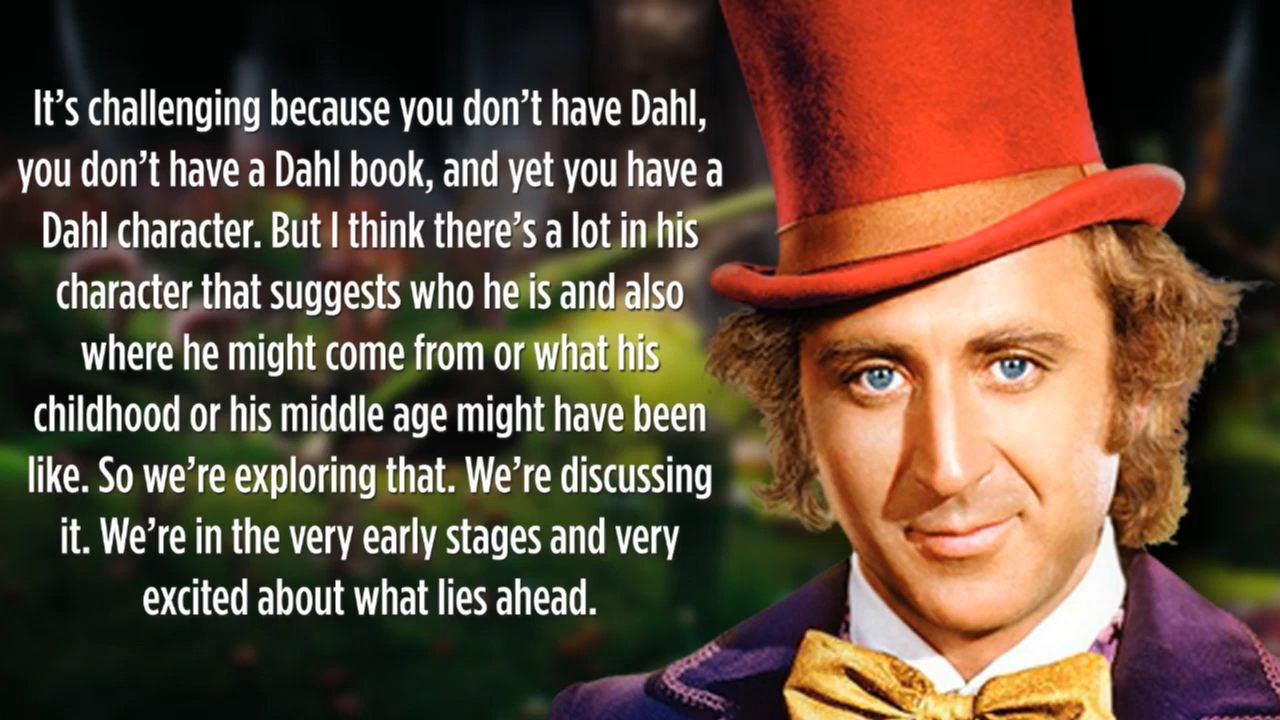 It’s challenging because you don’t have Dahl,
you don’t have a Dahl book, and yet you have a
Dahl character. But I think there’s a lot in his
character that suggests who he is and also
where he might come from or what his
childhood or his middle age might have been
like. So we’re exploring that. We’re discussing
it. We’re in the very early stages and very
excited about what lies ahead.